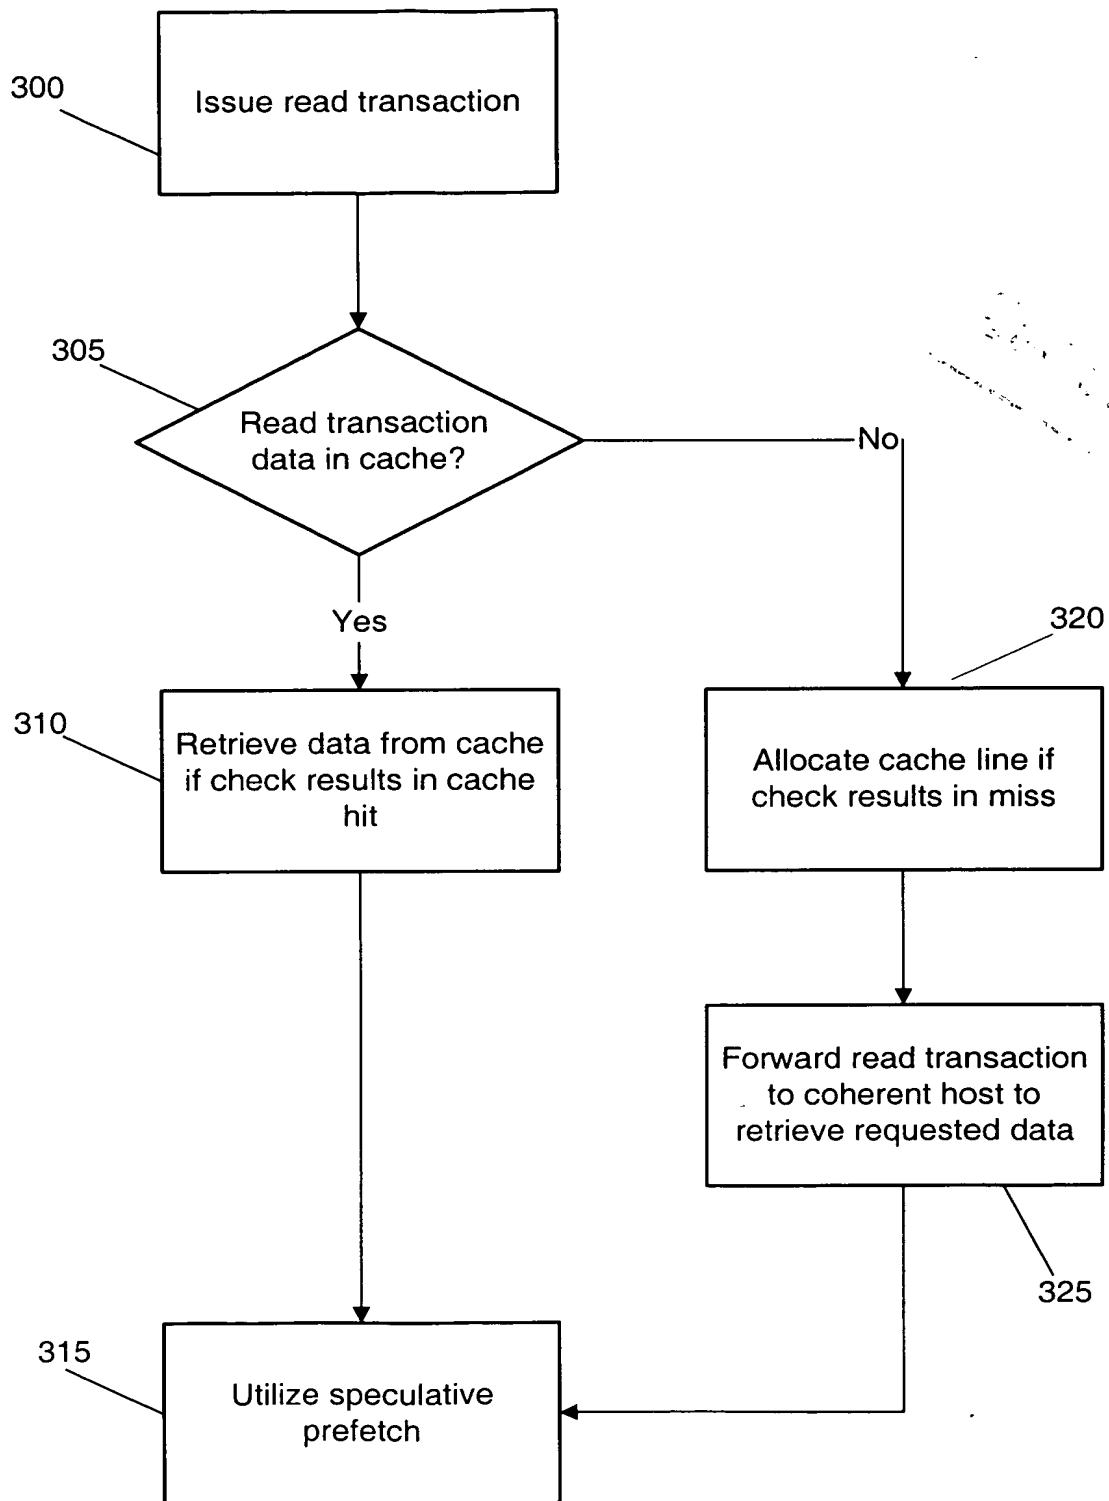 300
Issue read transaction
305
Read transaction
data in cache?
No
Yes
320
310
Retrieve data from cache
if check results in cache
hit
Allocate cache line if
check results in miss
Forward read transaction
to coherent host to
retrieve requested data
325
315
Utilize speculative
prefetch